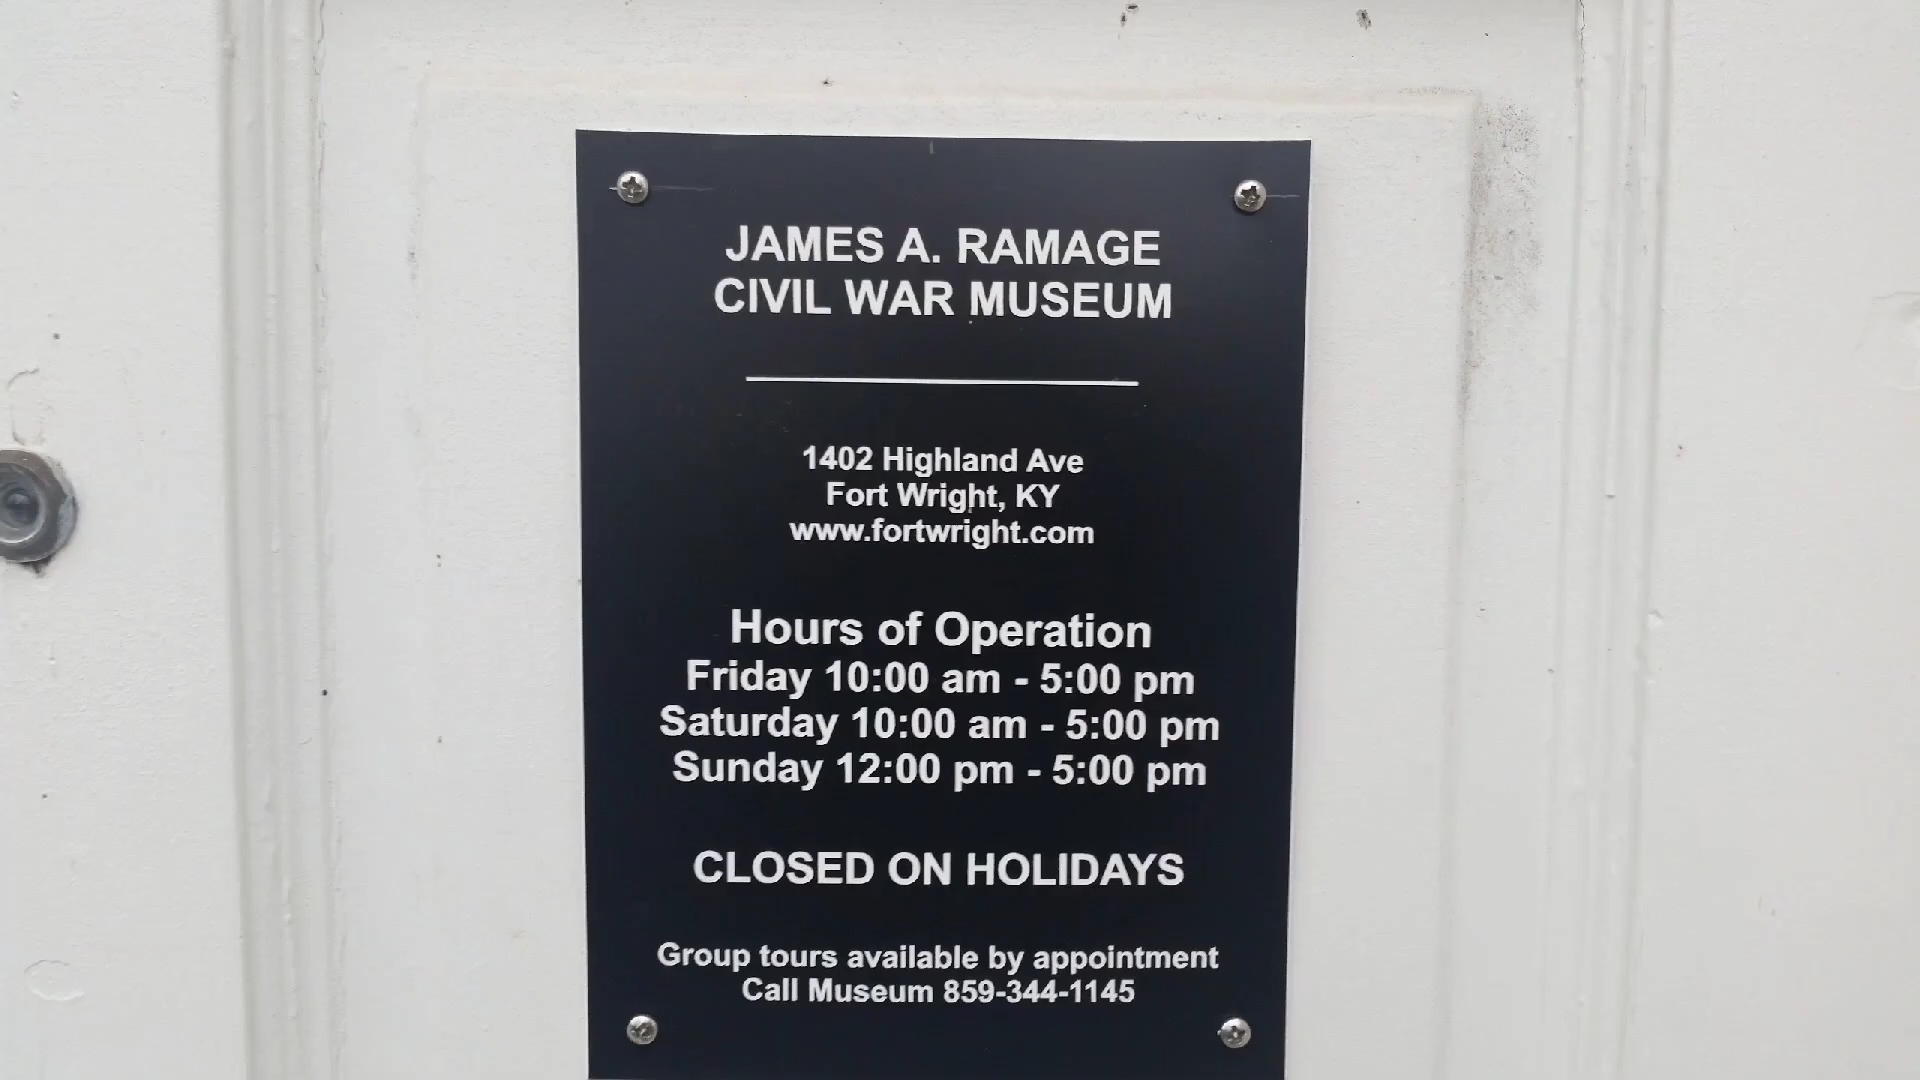 JAMES A. RAMAGE
CIVIL WAR MUSEUM
1402 Highland Ave
Fort Wright, KY
www.fortwright.com
Hours of Operation
Friday 10:00 am - 5:00 pm
Saturday 10:00 am - 5:00 pm
Sunday 12:00 pm - 5:00 pm
CLOSED ON HOLIDAYS
Group tours available by appointment
Call Museum 859-344-1145